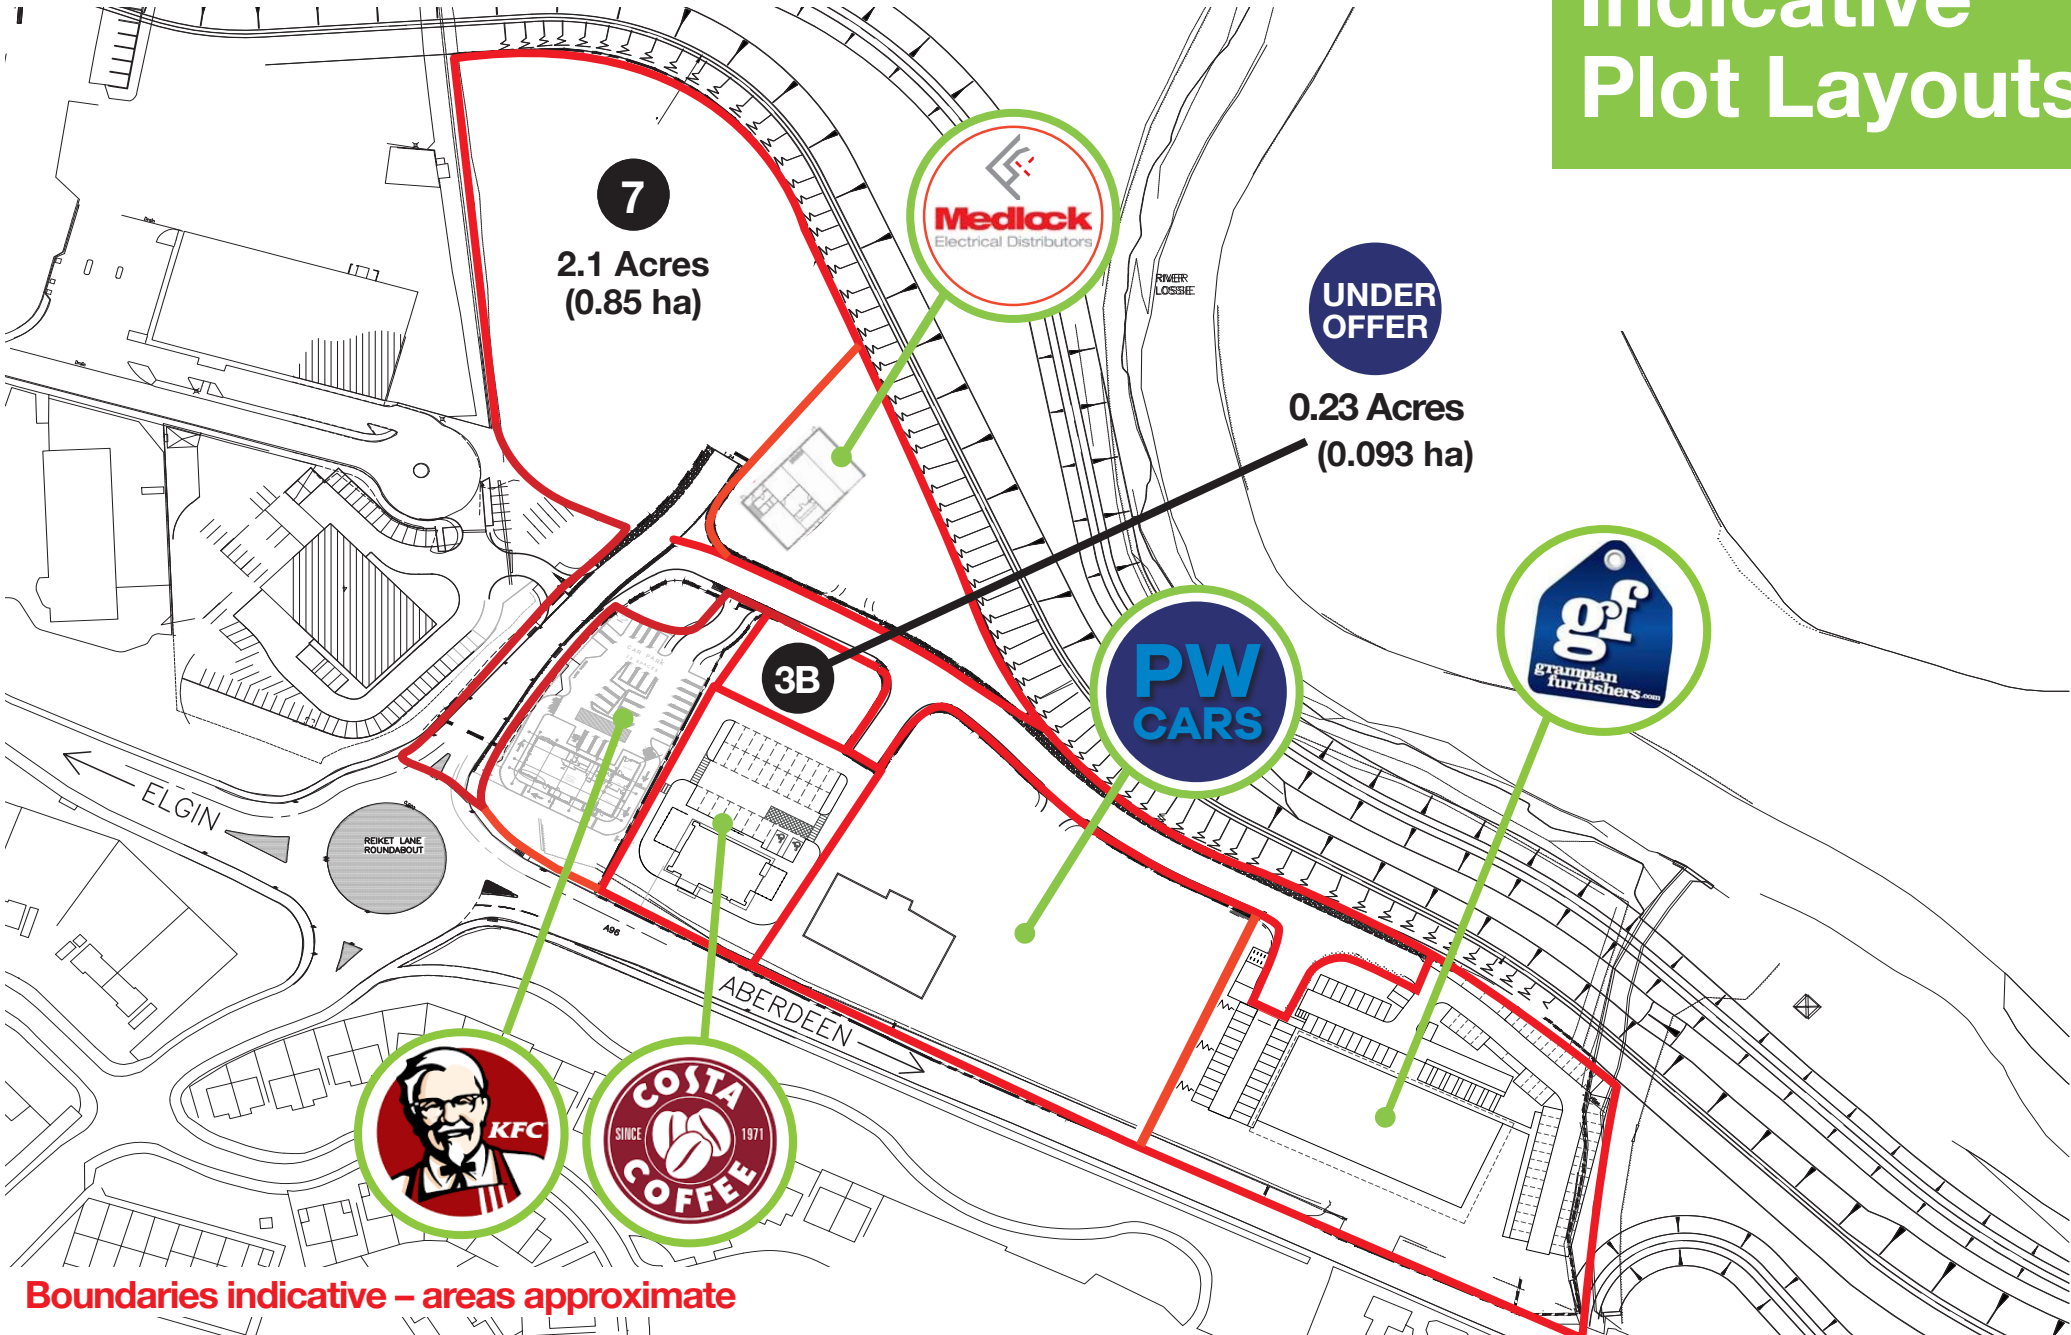 Indicative
Plot Layouts
7
2.1 Acres
(0.85 ha)
Medlock
Electrical Distributors
RIVER
LOSSIE
UNDER
OFFER
0.23 Acres
(0.093 ha)
3B
CAR PARK
PW
CARS
gf
grampian
furnishers.com
ELGIN
REIKET LANE
ROUNDABOUT
A96
ABERDEEN
KFC
COSTA
SINCE 1971
COFFEE
Boundaries indicative – areas approximate